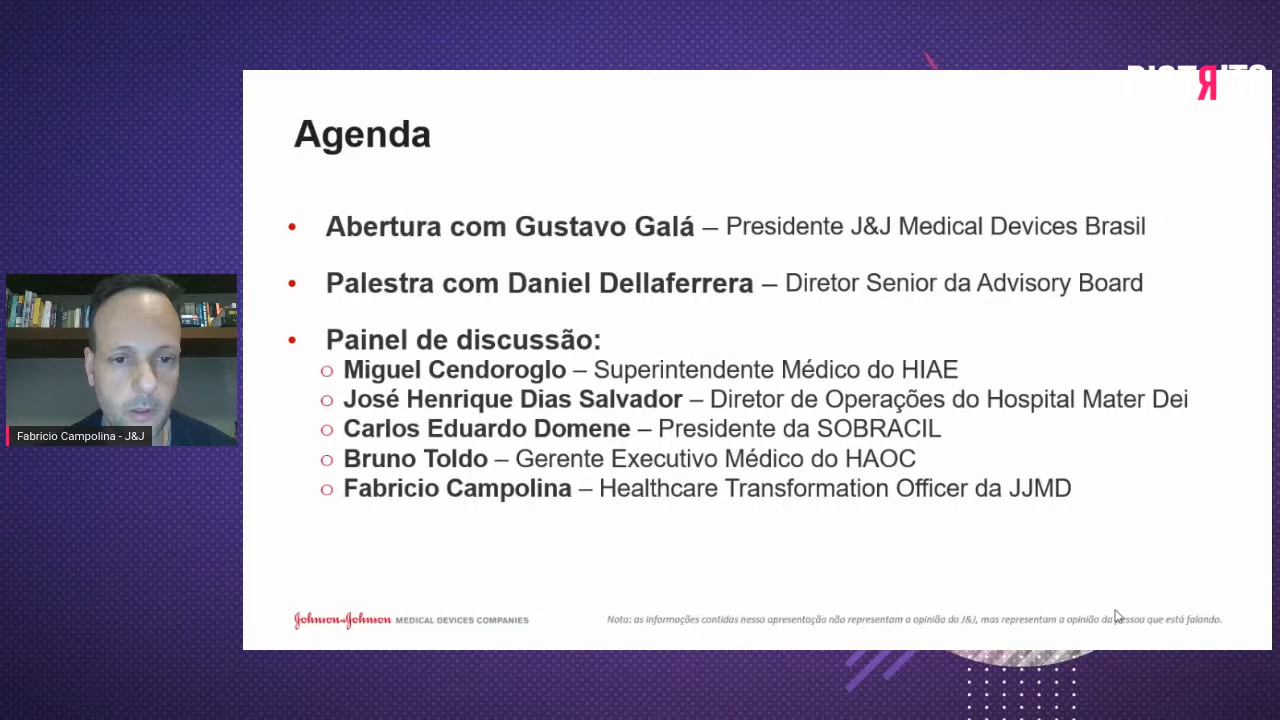 Agenda
• Abertura com Gustavo Galá – Presidente J&J Medical Devices Brasil
• Palestra com Daniel Dellaferrera – Diretor Senior da Advisory Board
• Painel de discussão:
o Miguel Cendoroglo – Superintendente Médico do HIAE
o José Henrique Dias Salvador – Diretor de Operações do Hospital Mater Dei
o Carlos Eduardo Domene – Presidente da SOBRACIL
o Bruno Toldo – Gerente Executivo Médico do HAOC
o Fabricio Campolina – Healthcare Transformation Officer da JJMD
Fabricio Campolina - J&J
Johnson & Johnson MEDICAL DEVICES COMPANIES
Nota: as informações contidas nessa apresentação não representam a opinião da J&J, mas representam a opinião da pessoa que está falando.